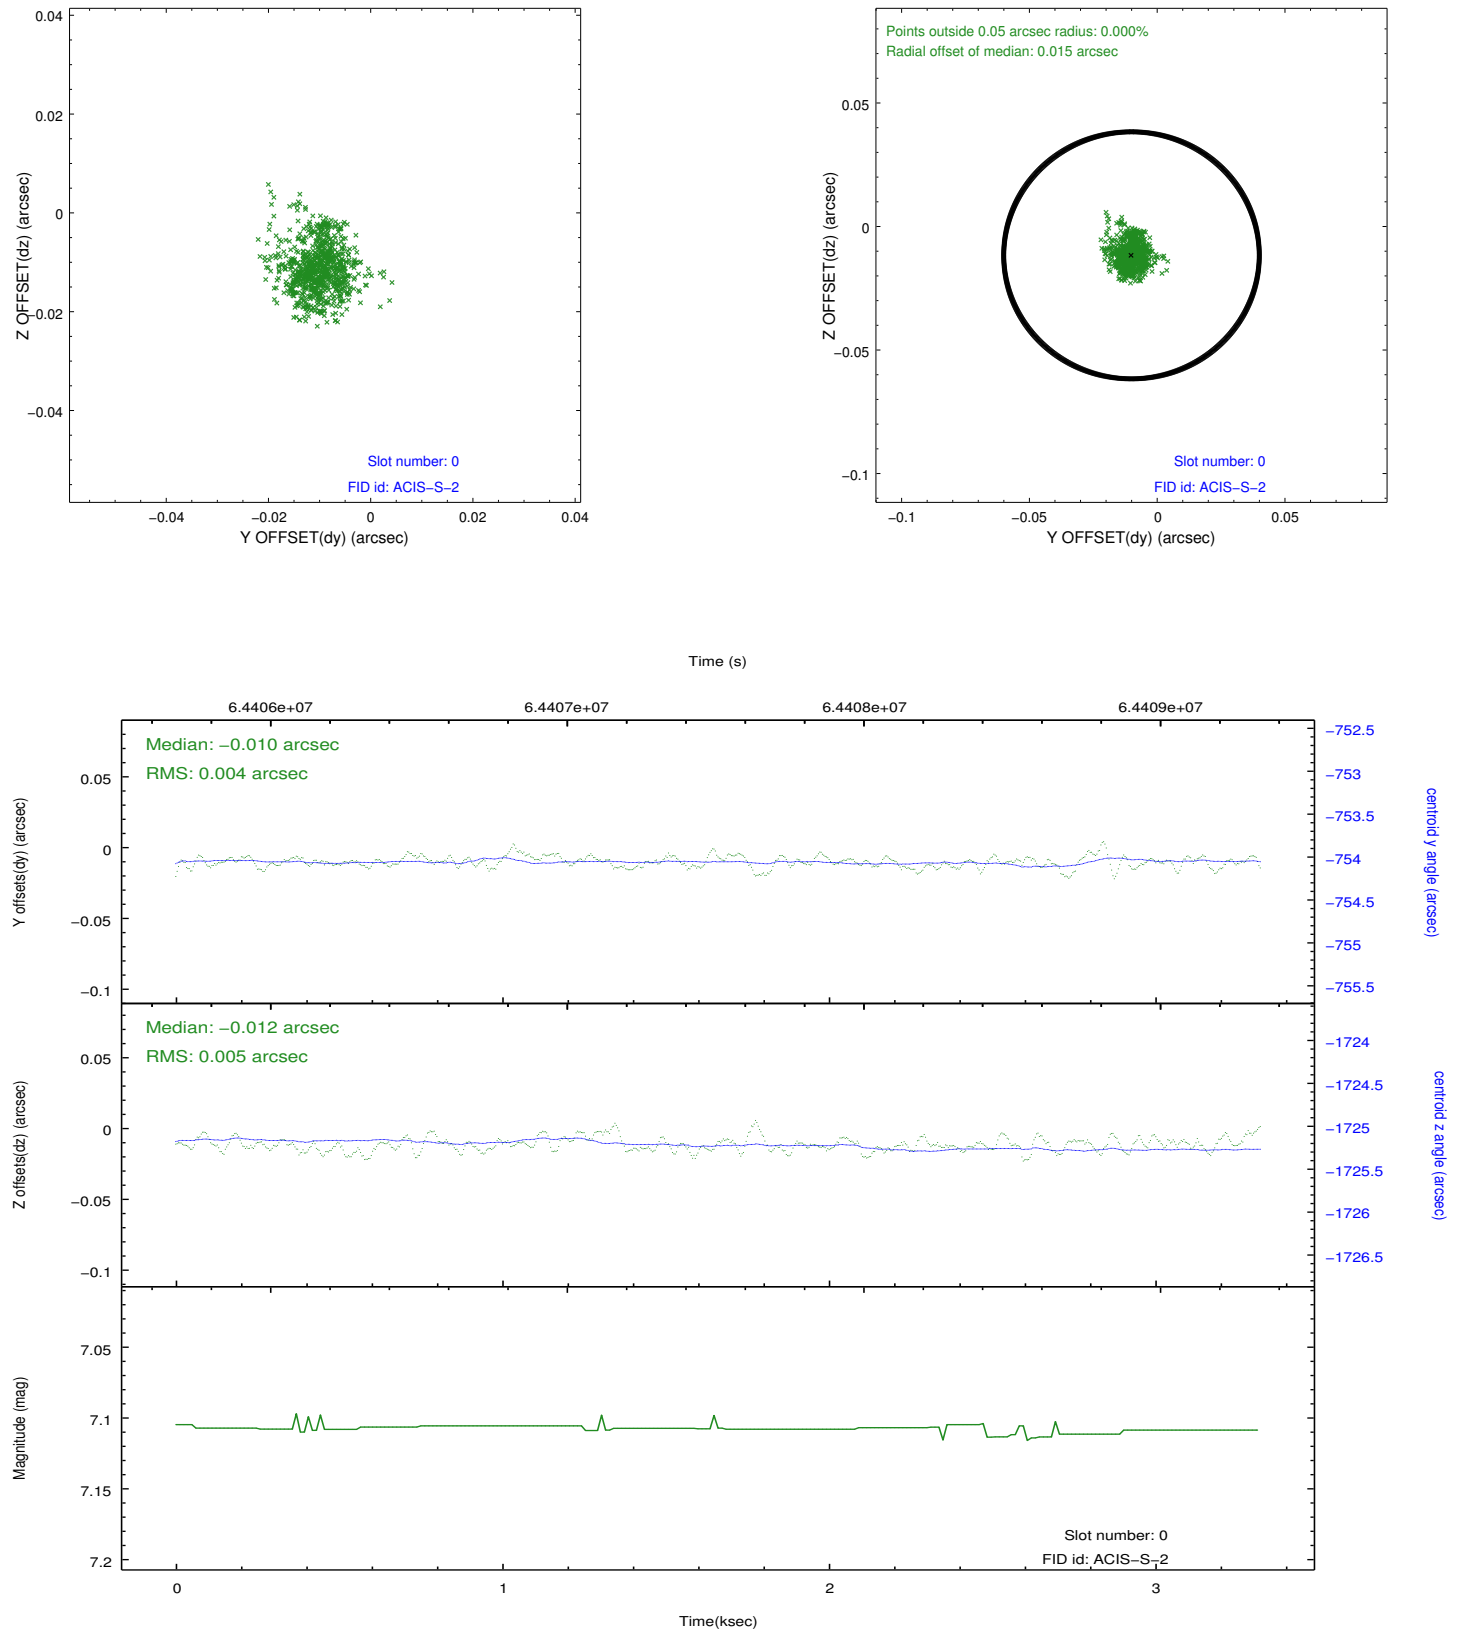 0.04
0.02
0
−0.02
−0.04
Z OFFSET(dz) (arcsec)
Slot number: 0
FID id: ACIS−S−2
−0.04
−0.02
0
0.02
0.04
Y OFFSET(dy) (arcsec)
Points outside 0.05 arcsec radius: 0.000%
Radial offset of median: 0.015 arcsec
0.05
0
−0.05
−0.1
Z OFFSET(dz) (arcsec)
Slot number: 0
FID id: ACIS−S−2
−0.1
−0.05
0
0.05
Y OFFSET(dy) (arcsec)
Time (s)
6.4406e+07
6.4407e+07
6.4408e+07
6.4409e+07
Median: −0.010 arcsec
RMS: 0.004 arcsec
0.05
0
−0.05
−0.1
Y offsets(dy) (arcsec)
−752.5
−753
−753.5
−754
−754.5
−755
−755.5
centroid y angle (arcsec)
Median: −0.012 arcsec
RMS: 0.005 arcsec
0.05
0
−0.05
−0.1
Z offsets(dz) (arcsec)
−1724
−1724.5
−1725
−1725.5
−1726
−1726.5
centroid z angle (arcsec)
7.05
7.1
7.15
7.2
Magnitude (mag)
Slot number: 0
FID id: ACIS−S−2
0
1
2
3
Time(ksec)